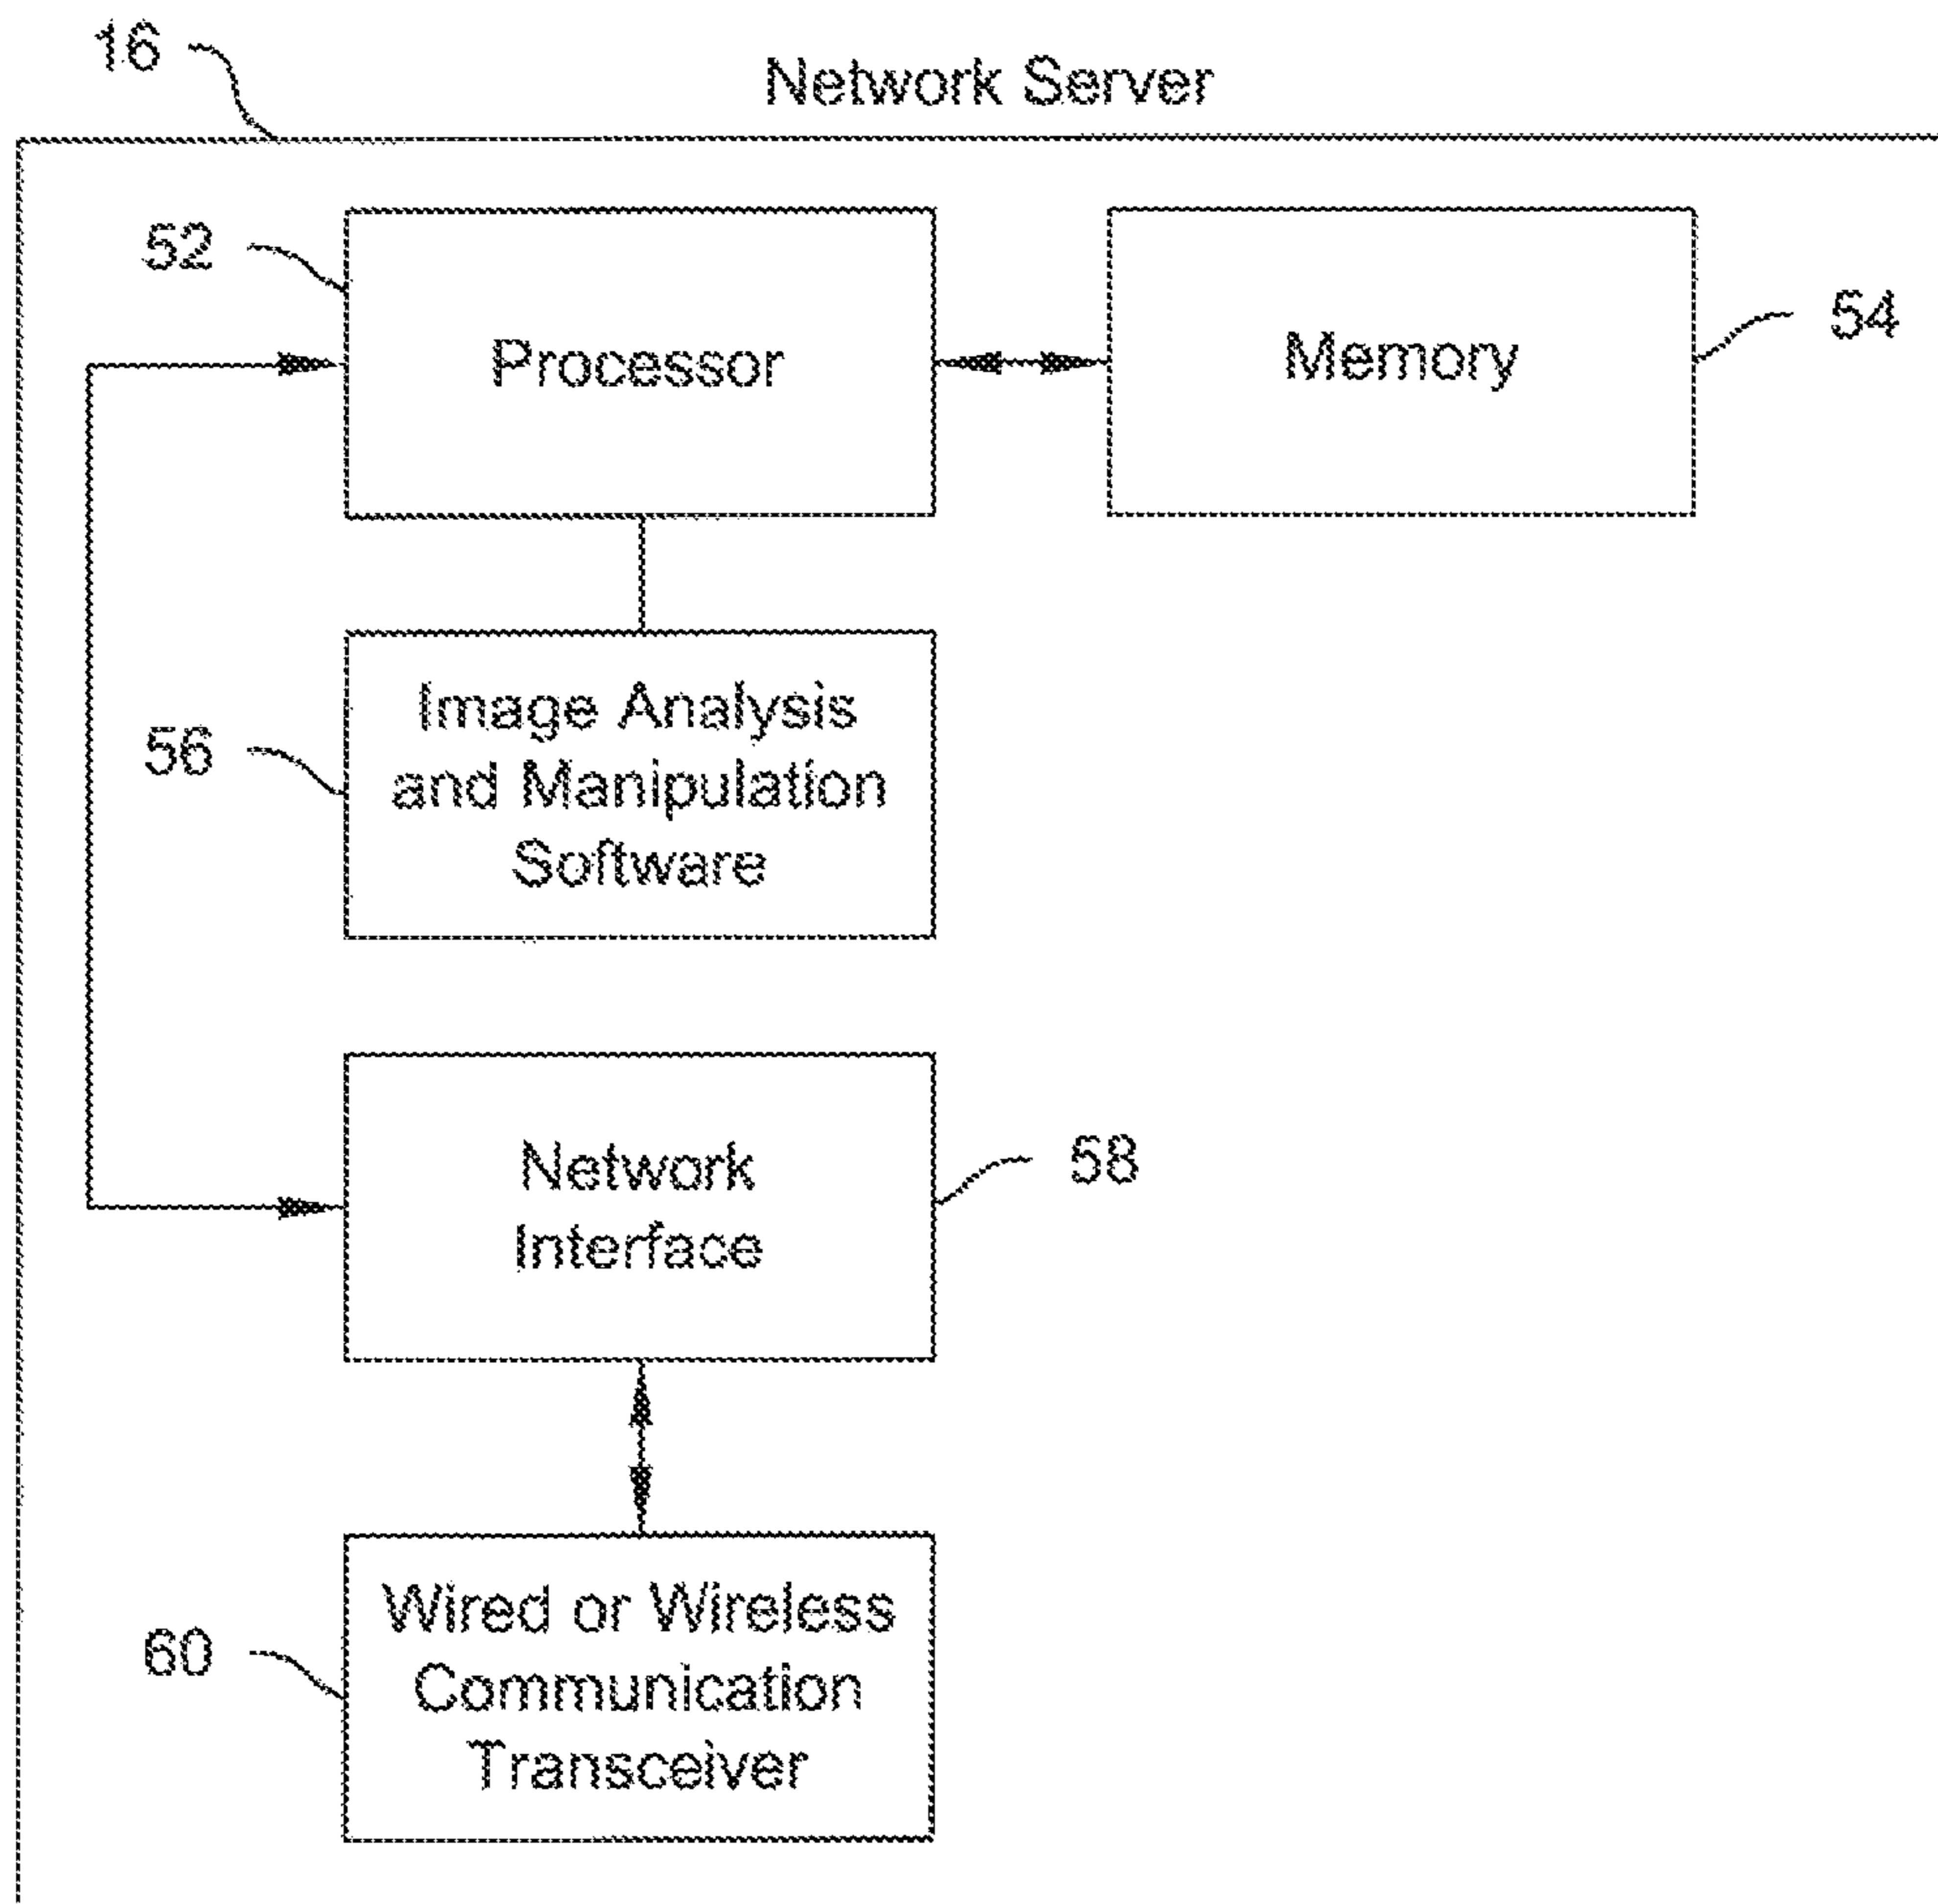 16
Network Server
52
Processor
Memory
54
56
Image Analysis
and Manipulation
Software
Network
Interface
58
60
Wired or Wireless
Communication
Transceiver